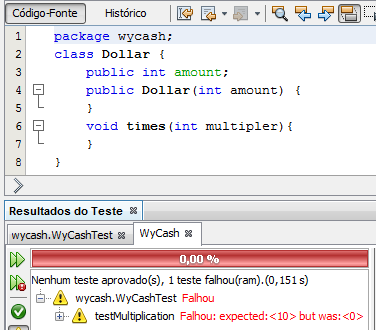 Código-Fonte Histórico
1 package wycash;
2 class Dollar {
3 public int amount;
4 public Dollar(int amount) {
5 }
6 void times(int multipler){
7 }
8 }
Resultados do Teste
wycash.WyCashTest WyCash
0,00 %
Nenhum teste aprovado(s), 1 teste falhou(ram).(0,151 s)
wycash.WyCashTest Falhou
testMultiplication Falhou: expected:<10> but was:<0>